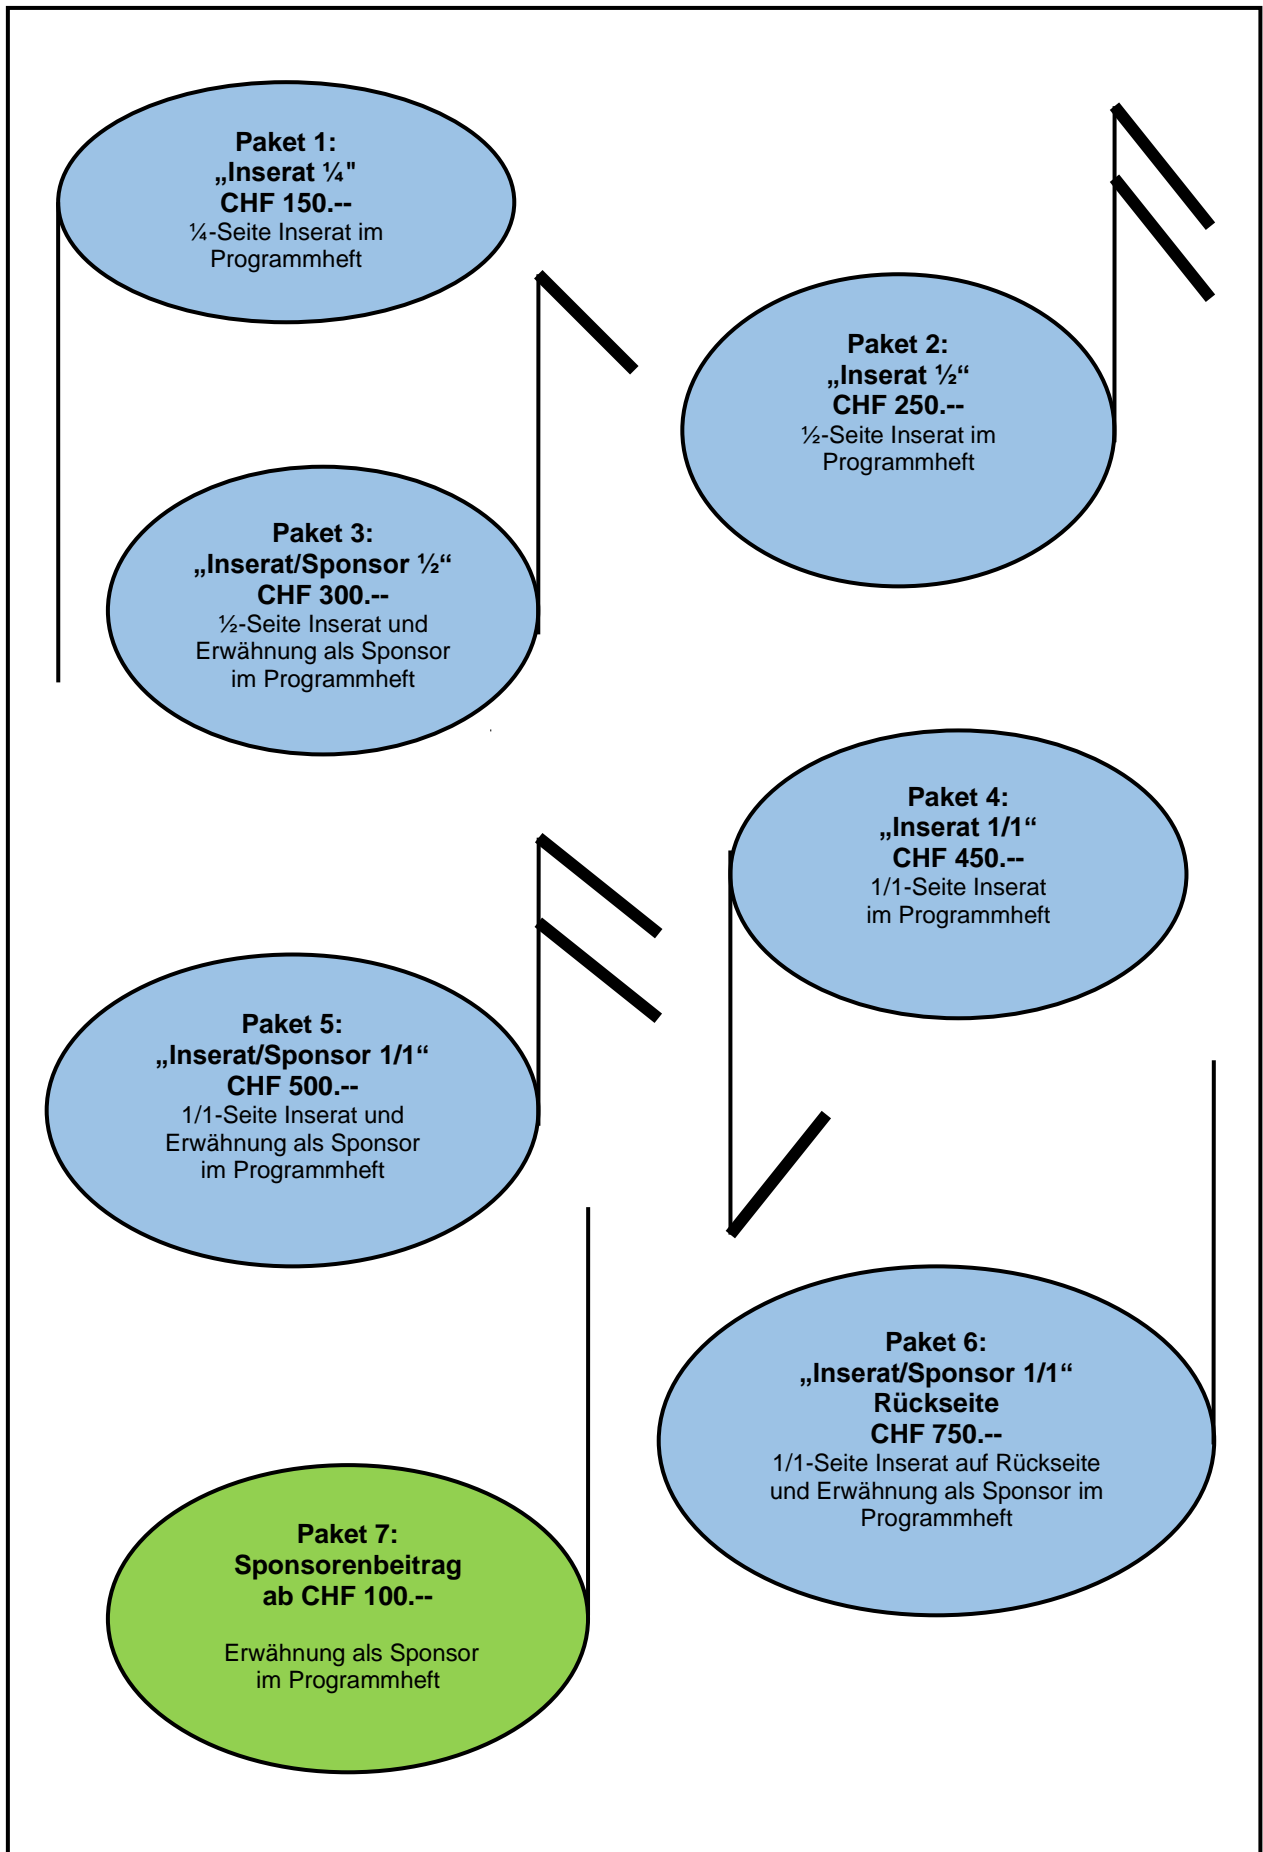 Paket 1:
„Inserat ¼"
CHF 150.--
¼-Seite Inserat im
Programmheft
Paket 2:
„Inserat ½“
CHF 250.--
½-Seite Inserat im
Programmheft
Paket 3:
„Inserat/Sponsor ½“
CHF 300.--
½-Seite Inserat und
Erwähnung als Sponsor
im Programmheft
Paket 4:
„Inserat 1/1“
CHF 450.--
1/1-Seite Inserat
im Programmheft
Paket 5:
„Inserat/Sponsor 1/1“
CHF 500.--
1/1-Seite Inserat und
Erwähnung als Sponsor
im Programmheft
Paket 6:
„Inserat/Sponsor 1/1“
Rückseite
CHF 750.--
1/1-Seite Inserat auf Rückseite
und Erwähnung als Sponsor im
Programmheft
Paket 7:
Sponsorenbeitrag
ab CHF 100.--
Erwähnung als Sponsor
im Programmheft